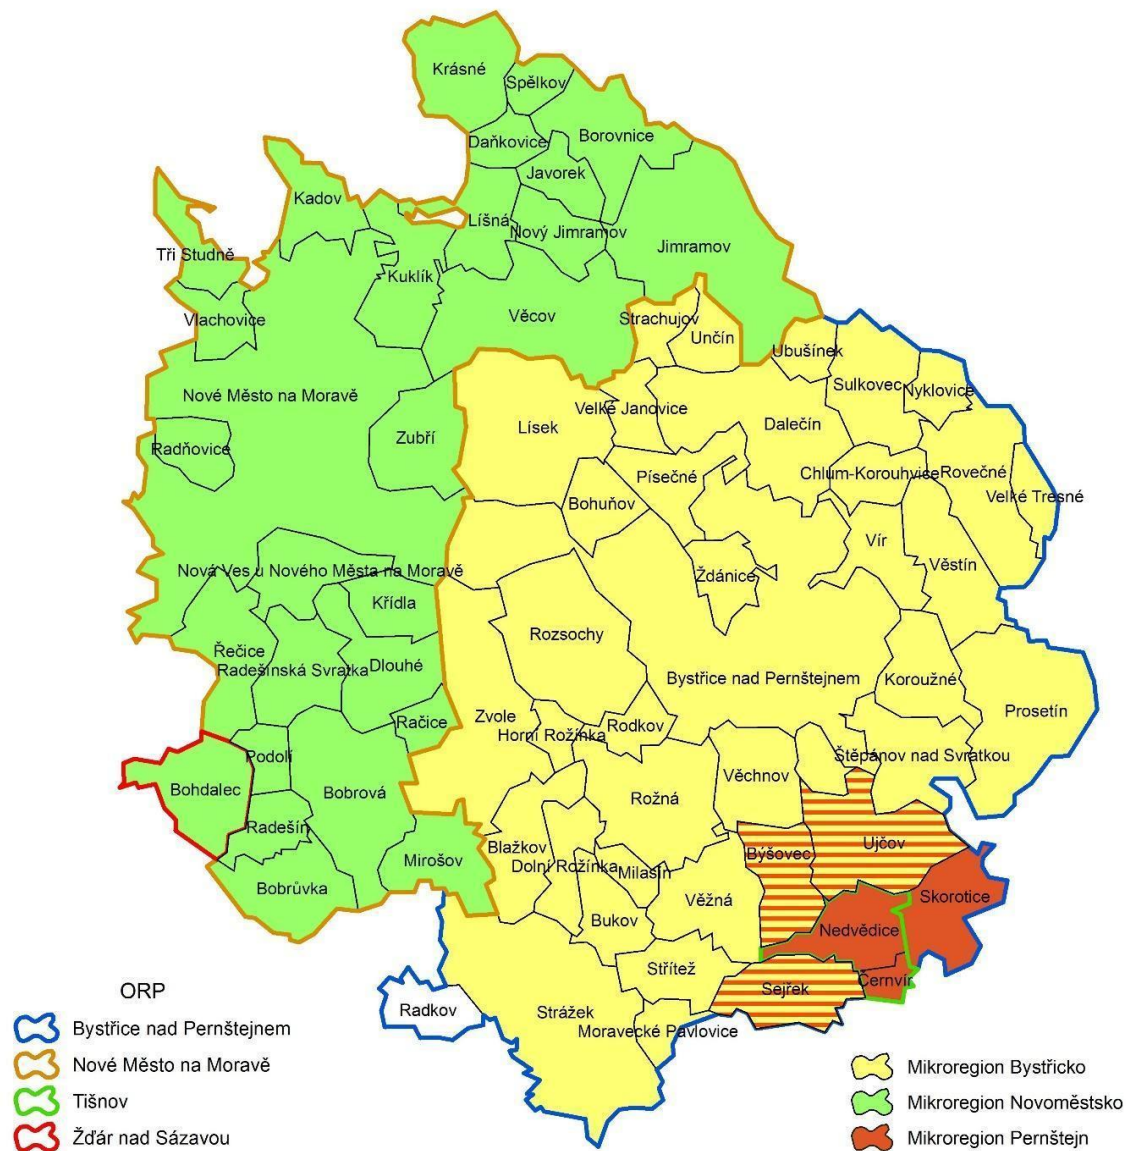 Krásné
Spělkov
Daňkovice
Borovnice
Javorek
Kadov
Líšná
Nový Jimramov
Jimramov
Tři Studně
Kuklík
Vlachovice
Věcov
Strachujov
Unčín
Ubušínek
Sulkovec
Nyklovice
Nové Město na Moravě
Velké Janovice
Lísek
Dalečín
Zubří
Radňovice
Písečné
Chlum-Korouhvice
Rovečné
Velké Tresné
Bohuňov
Vír
Věstín
Nová Ves u Nového Města na Moravě
Ždánice
Křídla
Rozsochy
Řečice
Radešínská Svratka
Dlouhé
Bystřice nad Pernštejnem
Koroužné
Prosetín
Zvole
Račice
Rodkov
Horní Rožínka
Podolí
Štěpánov nad Svratkou
Věchnov
Bohdalec
Bobrová
Rožná
Radešín
Blažkov
Dolní Rožínka
Býšovec
Ujčov
Mirošov
Milasín
Bobrůvka
Věžná
Skorotice
Bukov
Nedvědice
Střítež
Černvír
Sejřek
Radkov
Strážek
Moravecké Pavlovice
ORP
Bystřice nad Pernštejnem
Nové Město na Moravě
Tišnov
Žďár nad Sázavou
Mikroregion Bystřicko
Mikroregion Novoměstsko
Mikroregion Pernštejn